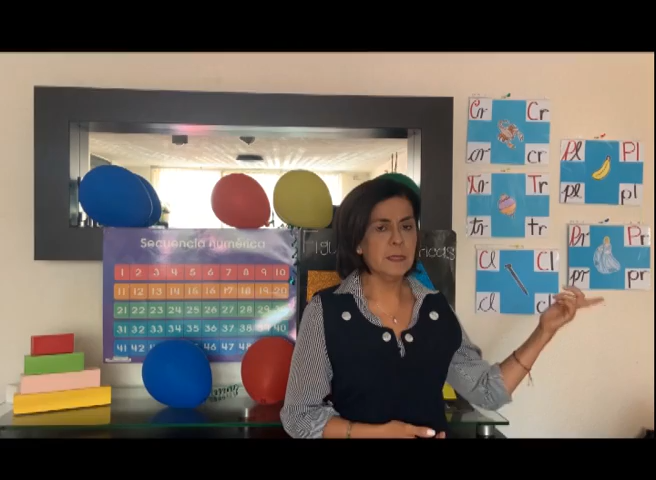 Secuencia numérica
1 2 3 4 5 6 7 8 9 10
11 12 13 14 15 16 17 18 19 20
21 22 23 24 25 26 27 28 29 30
31 32 33 34 35 36 37 38 39 40
41 42 47
Cr Cr
cr cr
Tr Tr
tr tr
Cl Cl
cl cl
Pl Pl
pl pl
Pr Pr
pr pr